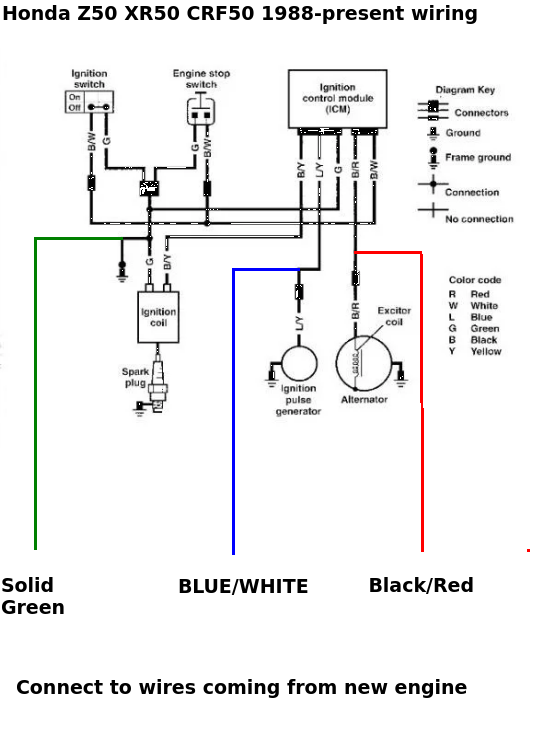 Honda Z50 XR50 CRF50 1988-present wiring
Ignition
switch
Engine stop
switch
Ignition
control module
(ICM)
On
Off
Diagram Key
Connectors
Ground
Frame ground
Connection
No connection
B/W
G
G
B/W
B/Y
L/Y
G
B/R
B/W
G
B/Y
Color code
R Red
W White
L Blue
G Green
B Black
Y Yellow
Ignition
coil
L/Y
B/R
Excitor
coil
Spark
plug
Ignition
pulse
generator
Alternator
Solid
Green
BLUE/WHITE
Black/Red
Connect to wires coming from new engine